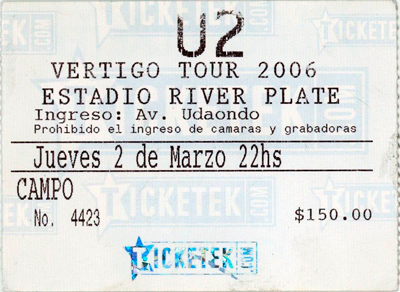 U2
VERTIGO TOUR 2006
ESTADIO RIVER PLATE
Ingreso: Av. Udaondo
Prohibido el ingreso de camaras y grabadoras
Jueves 2 de Marzo 22hs
CAMPO
No. 4423
$150.00
TICKETEK.COM